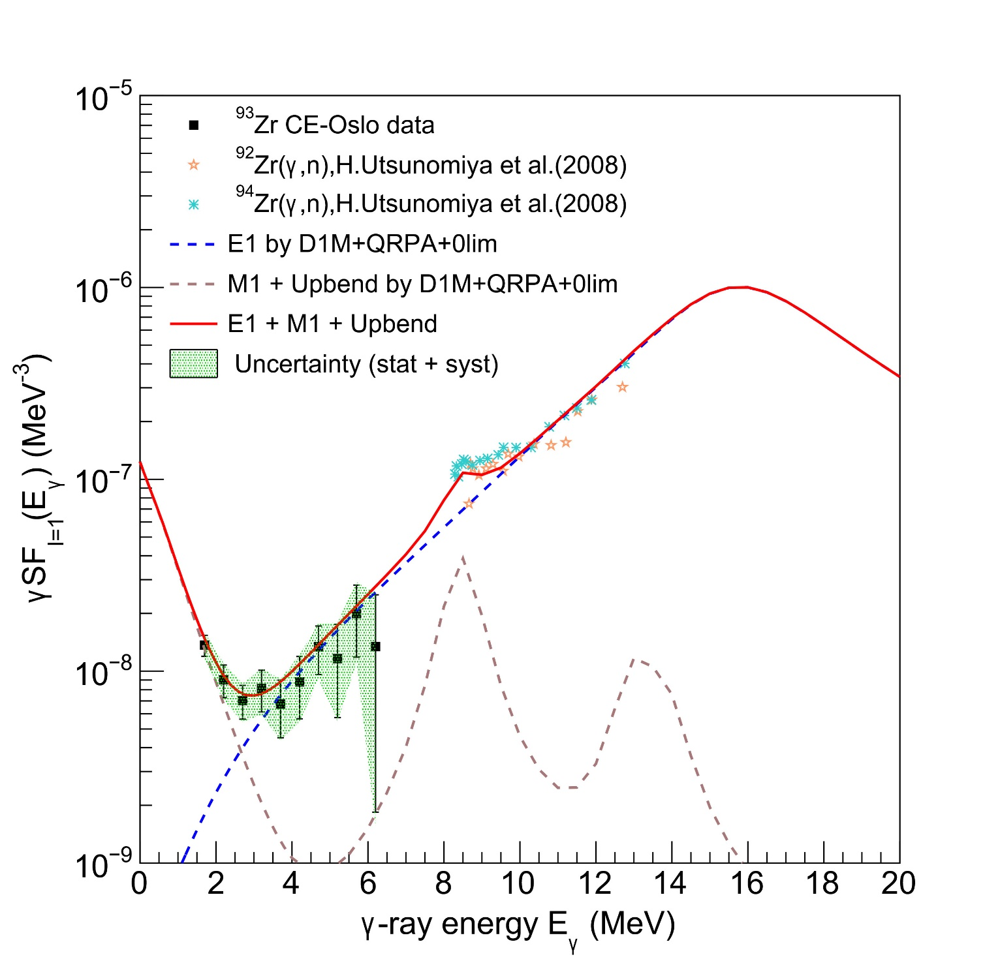 10⁻⁵
⁹³Zr CE-Oslo data
⁹²Zr(γ,n),H.Utsunomiya et al.(2008)
⁹⁴Zr(γ,n),H.Utsunomiya et al.(2008)
E1 by D1M+QRPA+0lim
10⁻⁶
M1 + Upbend by D1M+QRPA+0lim
E1 + M1 + Upbend
Uncertainty (stat + syst)
γSF_{l=1}(E_γ) (MeV⁻³)
10⁻⁷
10⁻⁸
10⁻⁹
0 2 4 6 8 10 12 14 16 18 20
γ-ray energy E_γ (MeV)